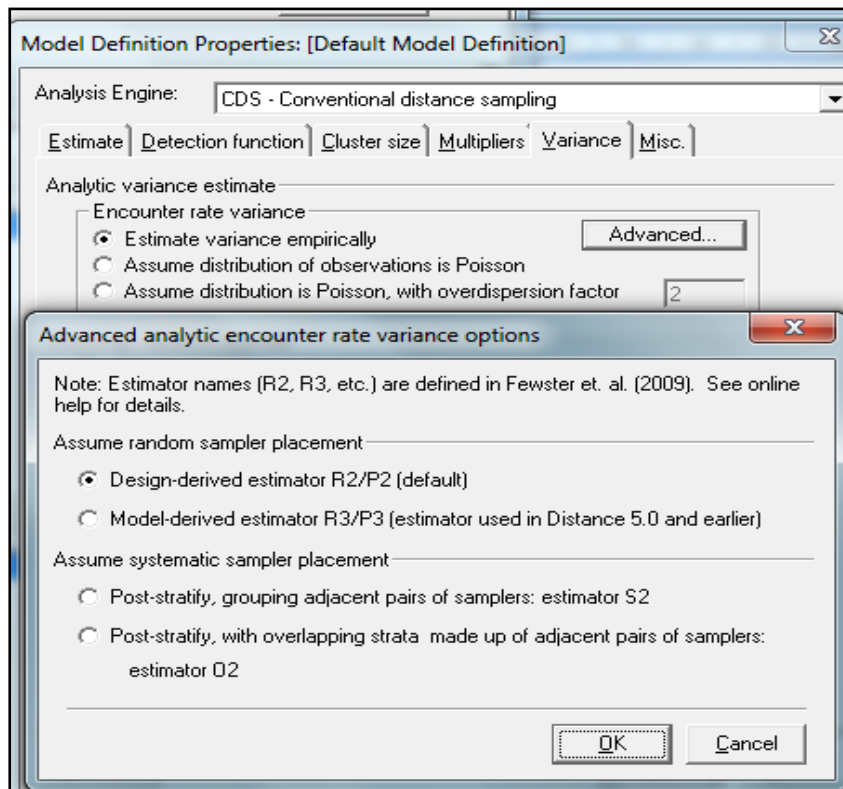 Model Definition Properties: [Default Model Definition]
Analysis Engine: CDS - Conventional distance sampling
Estimate Detection function Cluster size Multipliers Variance Misc.
Analytic variance estimate
Encounter rate variance
Estimate variance empirically Advanced...
Assume distribution of observations is Poisson
Assume distribution is Poisson, with overdispersion factor 2
Advanced analytic encounter rate variance options
Note: Estimator names (R2, R3, etc.) are defined in Fewster et. al. (2009). See online
help for details.
Assume random sampler placement
Design-derived estimator R2/P2 (default)
Model-derived estimator R3/P3 (estimator used in Distance 5.0 and earlier)
Assume systematic sampler placement
Post-stratify, grouping adjacent pairs of samplers: estimator S2
Post-stratify, with overlapping strata made up of adjacent pairs of samplers:
estimator O2
OK Cancel